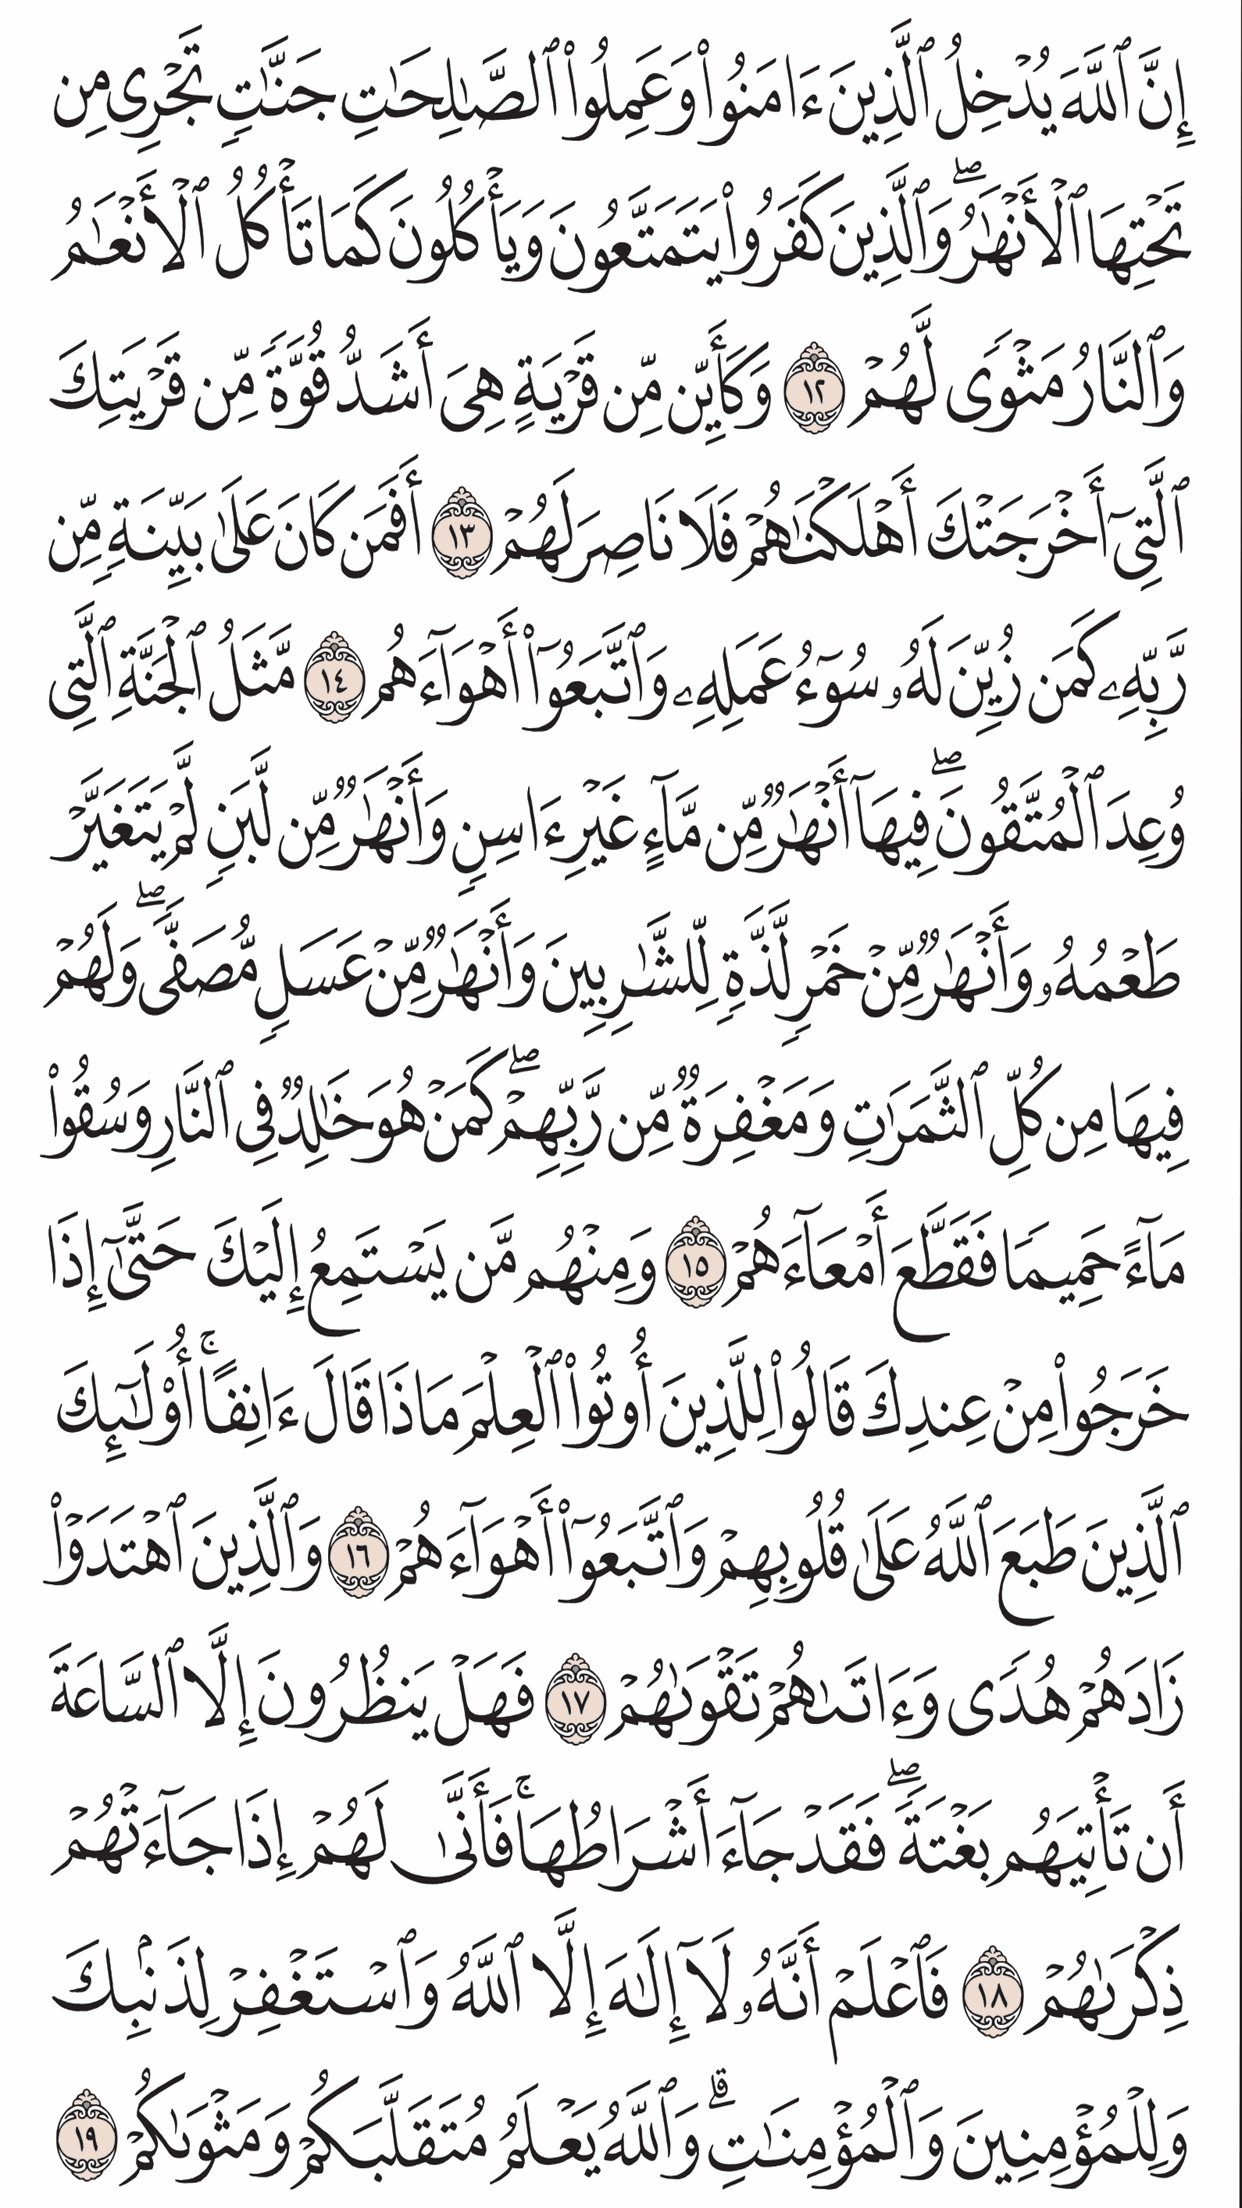 إِنَّ ٱللَّهَ يُدْخِلُ ٱلَّذِينَ ءَامَنُوا۟ وَعَمِلُوا۟ ٱلصَّـٰلِحَـٰتِ جَنَّـٰتٍ تَجْرِى مِن
تَحْتِهَا ٱلْأَنْهَـٰرُ ۖ وَٱلَّذِينَ كَفَرُوا۟ يَتَمَتَّعُونَ وَيَأْكُلُونَ كَمَا تَأْكُلُ ٱلْأَنْعَـٰمُ
وَٱلنَّارُ مَثْوًى لَّهُمْ ١٢ وَكَأَيِّن مِّن قَرْيَةٍ هِىَ أَشَدُّ قُوَّةً مِّن قَرْيَتِكَ
ٱلَّتِىٓ أَخْرَجَتْكَ أَهْلَكْنَـٰهُمْ فَلَا نَاصِرَ لَهُمْ ١٣ أَفَمَن كَانَ عَلَىٰ بَيِّنَةٍ مِّن
رَّبِّهِۦ كَمَن زُيِّنَ لَهُۥ سُوٓءُ عَمَلِهِۦ وَٱتَّبَعُوٓا۟ أَهْوَآءَهُم ١٤ مَّثَلُ ٱلْجَنَّةِ ٱلَّتِى
وُعِدَ ٱلْمُتَّقُونَ ۖ فِيهَآ أَنْهَـٰرٌ مِّن مَّآءٍ غَيْرِ ءَاسِنٍ وَأَنْهَـٰرٌ مِّن لَّبَنٍ لَّمْ يَتَغَيَّرْ
طَعْمُهُۥ وَأَنْهَـٰرٌ مِّنْ خَمْرٍ لَّذَّةٍ لِّلشَّـٰرِبِينَ وَأَنْهَـٰرٌ مِّنْ عَسَلٍ مُّصَفًّى ۖ وَلَهُمْ
فِيهَا مِن كُلِّ ٱلثَّمَرَٰتِ وَمَغْفِرَةٌ مِّن رَّبِّهِمْ ۖ كَمَنْ هُوَ خَـٰلِدٌ فِى ٱلنَّارِ وَسُقُوا۟
مَآءً حَمِيمًا فَقَطَّعَ أَمْعَآءَهُمْ ١٥ وَمِنْهُم مَّن يَسْتَمِعُ إِلَيْكَ حَتَّىٰٓ إِذَا
خَرَجُوا۟ مِنْ عِندِكَ قَالُوا۟ لِلَّذِينَ أُوتُوا۟ ٱلْعِلْمَ مَاذَا قَالَ ءَانِفًا ۚ أُو۟لَـٰٓئِكَ
ٱلَّذِينَ طَبَعَ ٱللَّهُ عَلَىٰ قُلُوبِهِمْ وَٱتَّبَعُوٓا۟ أَهْوَآءَهُمْ ١٦ وَٱلَّذِينَ ٱهْتَدَوْا۟
زَادَهُمْ هُدًى وَءَاتَىٰهُمْ تَقْوَىٰهُمْ ١٧ فَهَلْ يَنظُرُونَ إِلَّا ٱلسَّاعَةَ
أَن تَأْتِيَهُم بَغْتَةً ۖ فَقَدْ جَآءَ أَشْرَاطُهَا ۚ فَأَنَّىٰ لَهُمْ إِذَا جَآءَتْهُمْ
ذِكْرَىٰهُمْ ١٨ فَٱعْلَمْ أَنَّهُۥ لَآ إِلَـٰهَ إِلَّا ٱللَّهُ وَٱسْتَغْفِرْ لِذَنۢبِكَ
وَلِلْمُؤْمِنِينَ وَٱلْمُؤْمِنَـٰتِ ۗ وَٱللَّهُ يَعْلَمُ مُتَقَلَّبَكُمْ وَمَثْوَىٰكُمْ ١٩